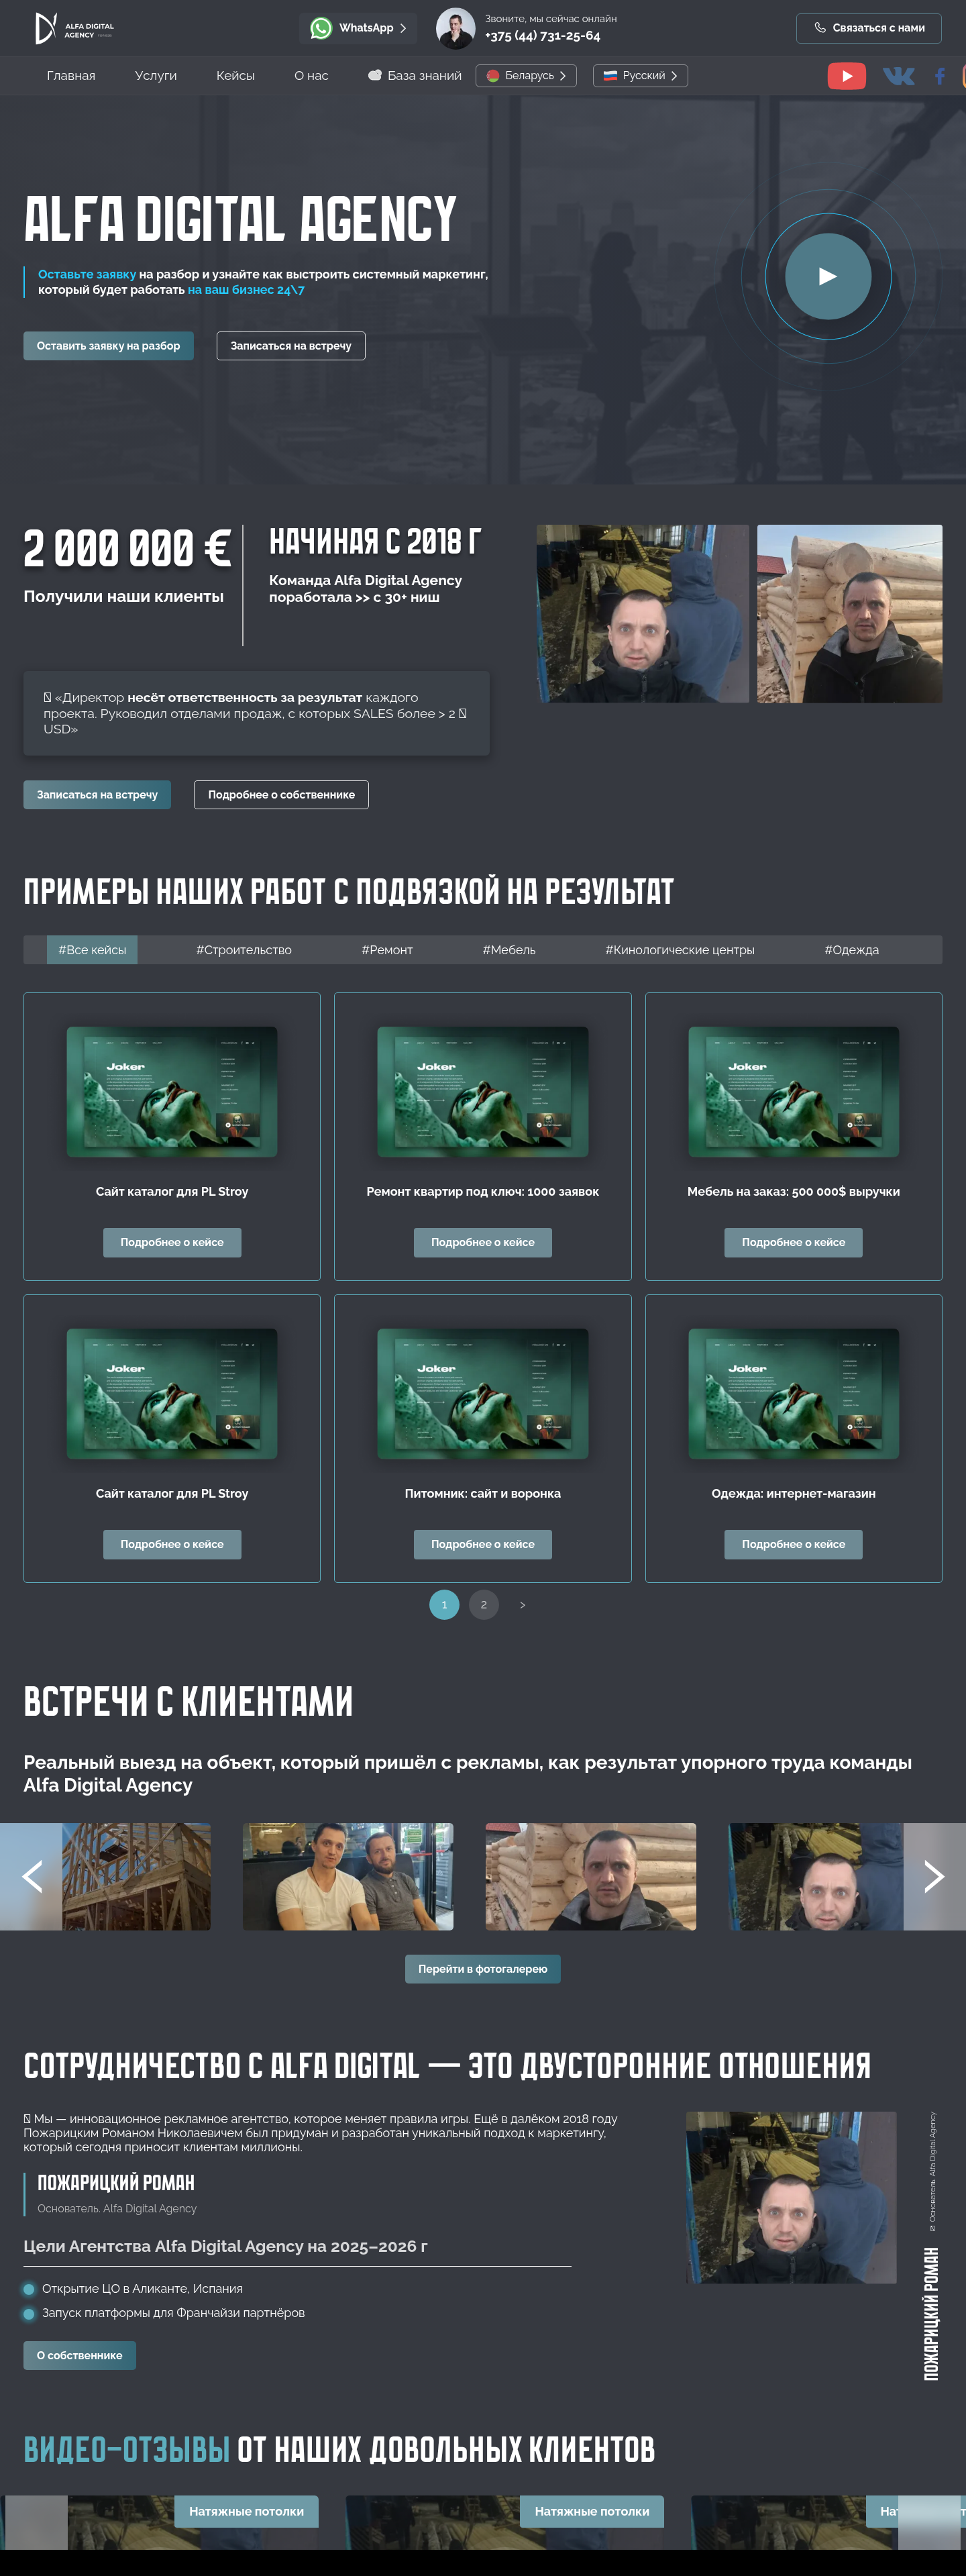 ALFA DIGITAL
AGENCY
WhatsApp
Звоните, мы сейчас онлайн
+375 (44) 731-25-64
Связаться с нами
Главная
Услуги
Кейсы
О нас
База знаний
Беларусь
Русский
ALFA DIGITAL AGENCY
Оставьте заявку на разбор и узнайте как выстроить системный маркетинг,
который будет работать на ваш бизнес 24\7
Оставить заявку на разбор
Записаться на встречу
2 000 000 €
Получили наши клиенты
НАЧИНАЯ С 2018 Г
Команда Alfa Digital Agency
поработала >> с 30+ ниш
«Директор несёт ответственность за результат каждого
проекта. Руководил отделами продаж, с которых SALES более > 2
USD»
Записаться на встречу
Подробнее о собственнике
ПРИМЕРЫ НАШИХ РАБОТ С ПОДВЯЗКОЙ НА РЕЗУЛЬТАТ
#Все кейсы
#Строительство
#Ремонт
#Мебель
#Кинологические центры
#Одежда
Joker
Joker
Joker
Сайт каталог для PL Stroy
Ремонт квартир под ключ: 1000 заявок
Мебель на заказ: 500 000$ выручки
Подробнее о кейсе
Подробнее о кейсе
Подробнее о кейсе
Joker
Joker
Joker
Сайт каталог для PL Stroy
Питомник: сайт и воронка
Одежда: интернет-магазин
Подробнее о кейсе
Подробнее о кейсе
Подробнее о кейсе
1
2
>
ВСТРЕЧИ С КЛИЕНТАМИ
Реальный выезд на объект, который пришёл с рекламы, как результат упорного труда команды
Alfa Digital Agency
Перейти в фотогалерею
СОТРУДНИЧЕСТВО С ALFA DIGITAL — ЭТО ДВУСТОРОННИЕ ОТНОШЕНИЯ
Мы — инновационное рекламное агентство, которое меняет правила игры. Ещё в далёком 2018 году
Пожарицким Романом Николаевичем был придуман и разработан уникальный подход к маркетингу,
который сегодня приносит клиентам миллионы.
ПОЖАРИЦКИЙ РОМАН
Основатель. Alfa Digital Agency
Цели Агентства Alfa Digital Agency на 2025–2026 г
Открытие ЦО в Аликанте, Испания
Запуск платформы для Франчайзи партнёров
О собственнике
ПОЖАРИЦКИЙ РОМАН
Основатель. Alfa Digital Agency
ВИДЕО-ОТЗЫВЫ ОТ НАШИХ ДОВОЛЬНЫХ КЛИЕНТОВ
Натяжные потолки
Натяжные потолки